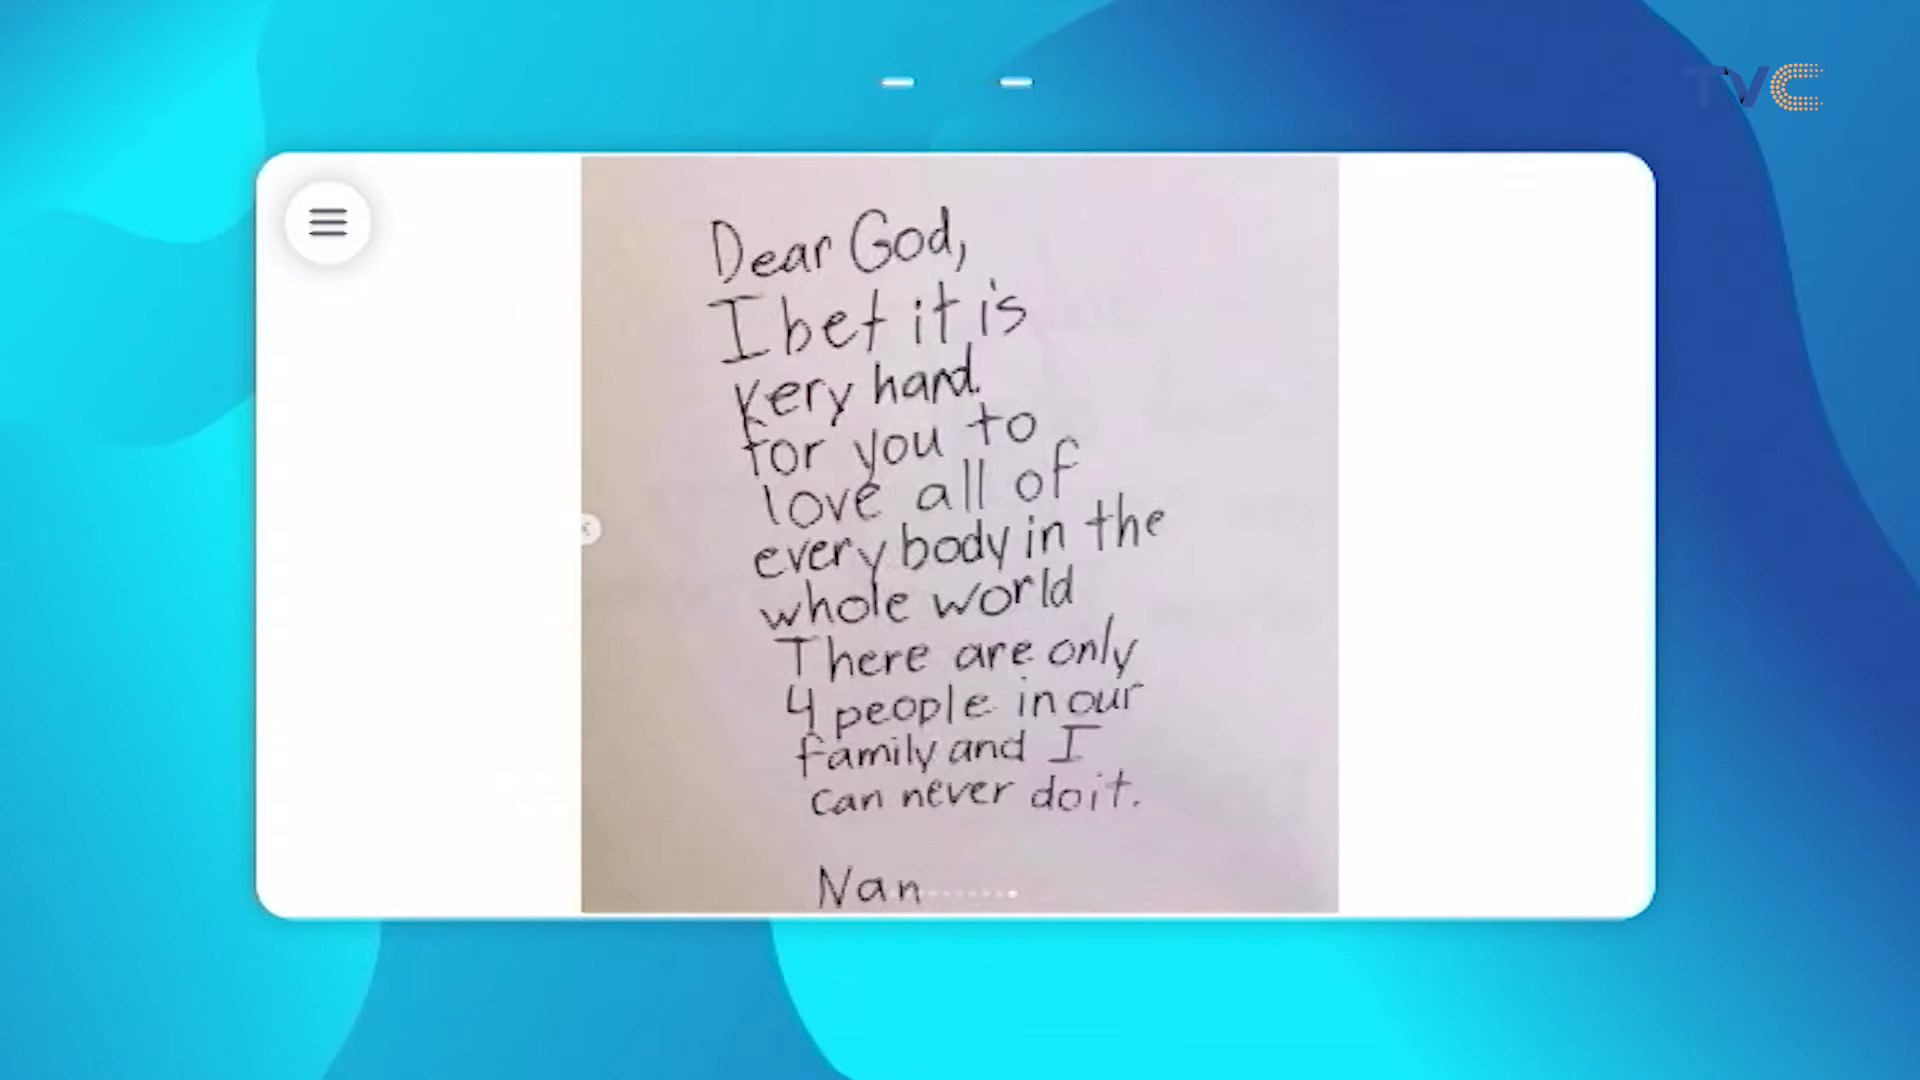 TVC
Dear God,
I bet it is
very hard.
for you to
love all of
every body in the
whole world
There are only
4 people in our
family and I
can never do it.
Nan